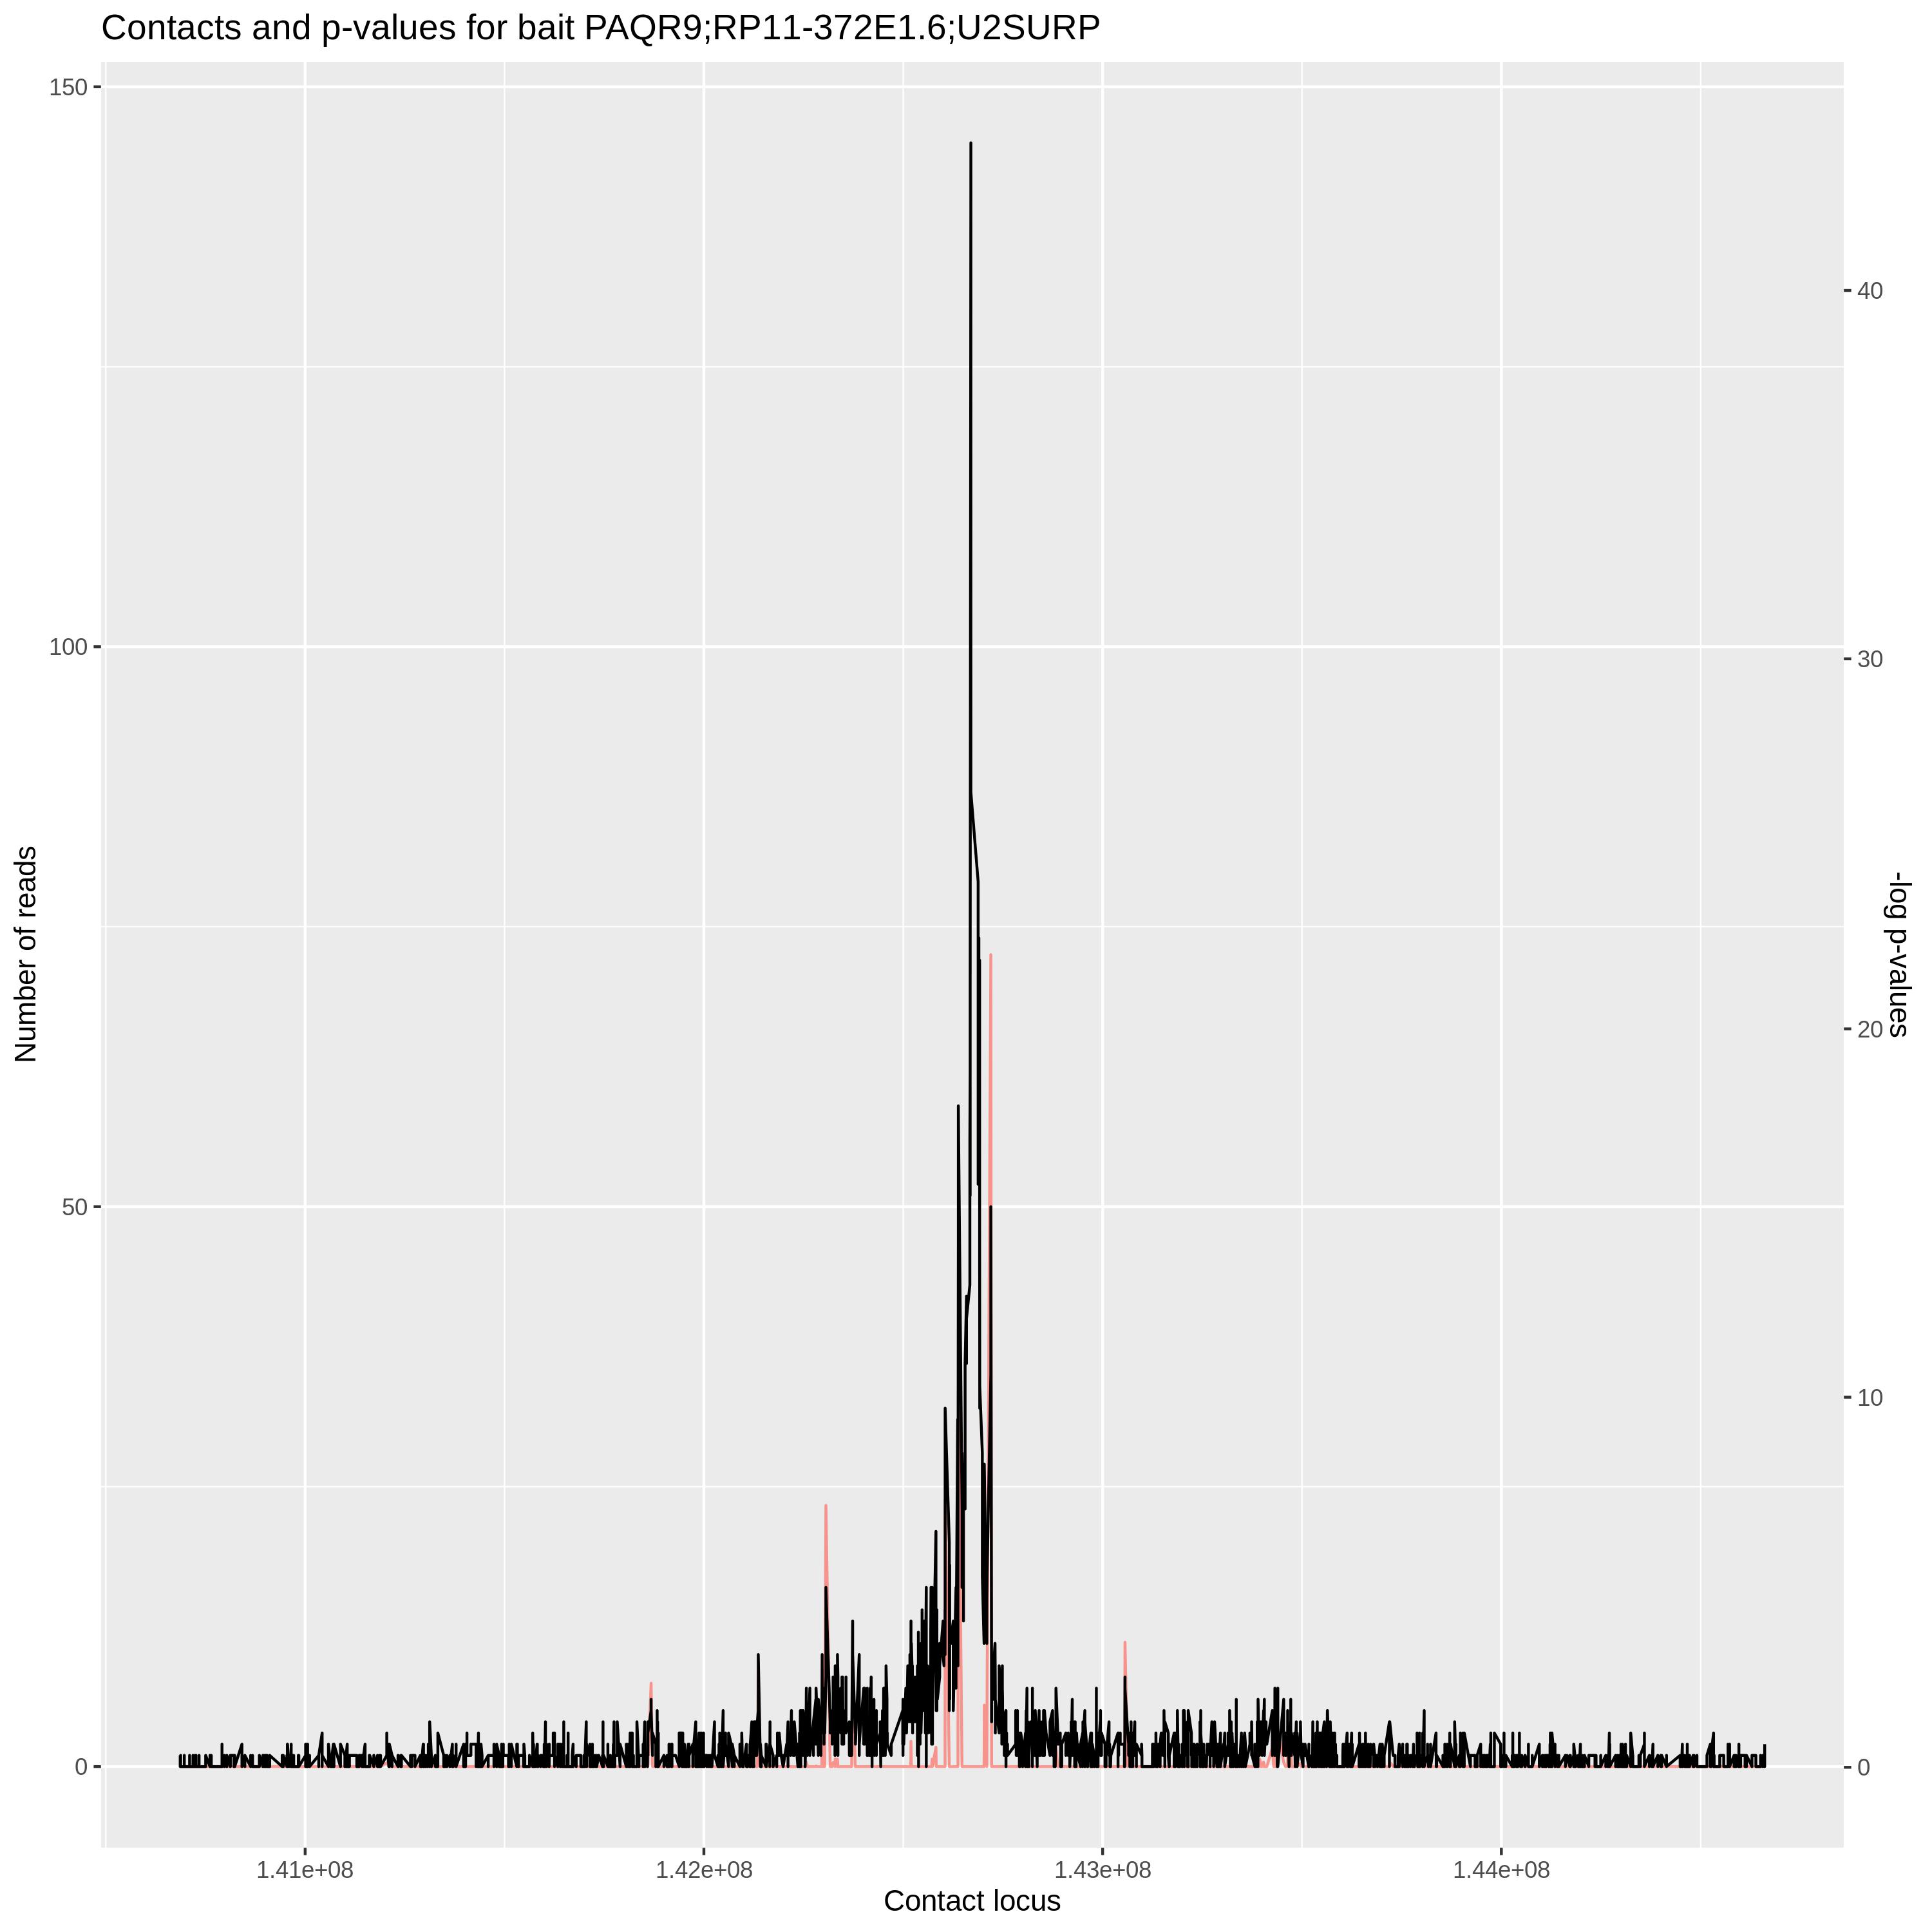 Contacts and p-values for bait PAQR9;RP11-372E1.6;U2SURP
150
100
50
0
Number of reads
40
30
20
10
0
-log p-values
1.41e+08
1.42e+08
1.43e+08
1.44e+08
Contact locus